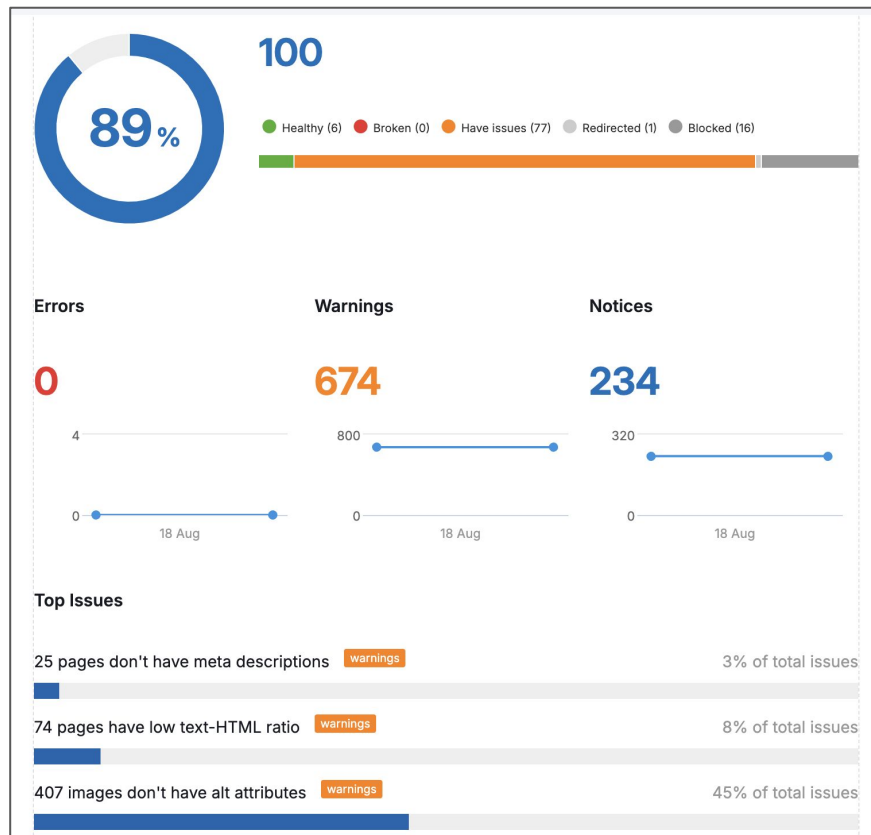 89 %
100
Healthy (6) Broken (0) Have issues (77) Redirected (1) Blocked (16)
Errors Warnings Notices
0 674 234
4 800 320
0 0 0
18 Aug 18 Aug 18 Aug
Top Issues
25 pages don't have meta descriptions warnings 3% of total issues
74 pages have low text-HTML ratio warnings 8% of total issues
407 images don't have alt attributes warnings 45% of total issues